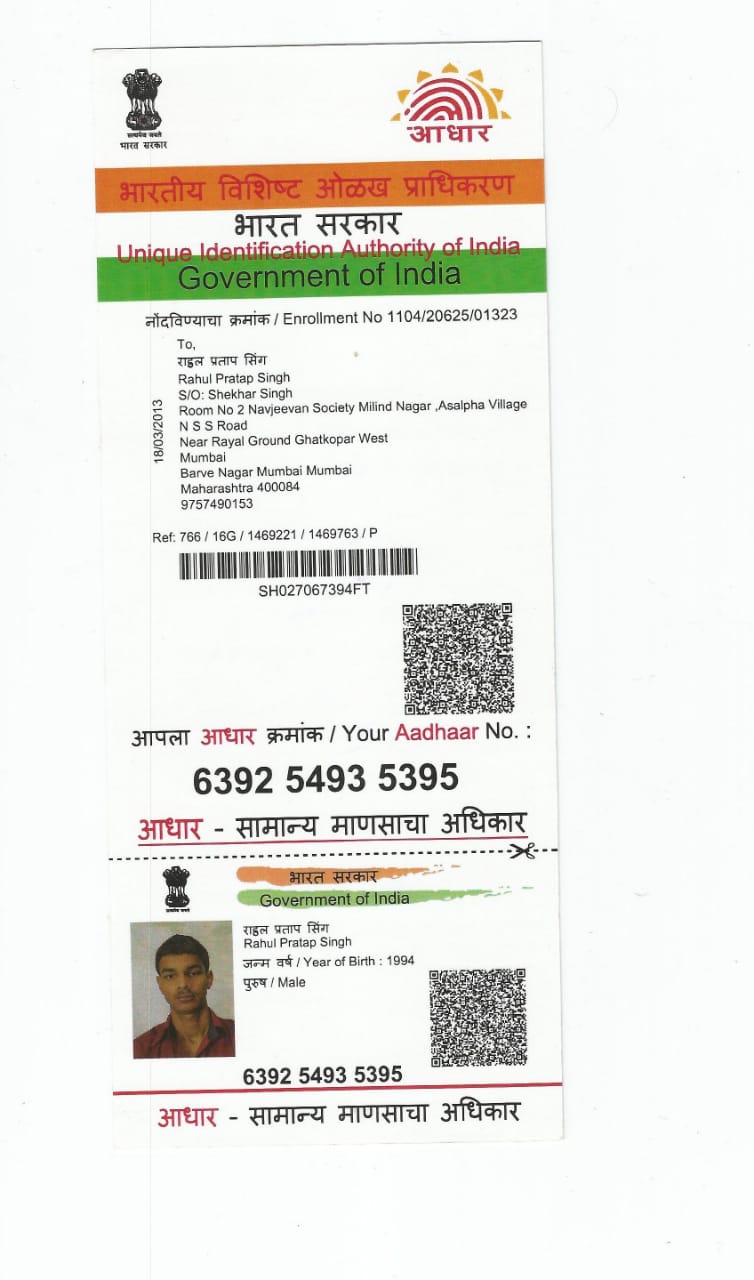 सत्यमेव जयते
भारत सरकार
आधार
भारतीय विशिष्ट ओळख प्राधिकरण
भारत सरकार
Unique Identification Authority of India
Government of India
नोंदविण्याचा क्रमांक / Enrollment No 1104/20625/01323
To,
राहुल प्रताप सिंग
Rahul Pratap Singh
S/O: Shekhar Singh
Room No 2 Navjeevan Society Milind Nagar ,Asalpha Village
N S S Road
Near Rayal Ground Ghatkopar West
Mumbai
Barve Nagar Mumbai Mumbai
Maharashtra 400084
9757490153
18/03/2013
Ref: 766 / 16G / 1469221 / 1469763 / P
SH027067394FT
आपला आधार क्रमांक / Your Aadhaar No. :
6392 5493 5395
आधार - सामान्य माणसाचा अधिकार
भारत सरकार
Government of India
सत्यमेव जयते
राहुल प्रताप सिंग
Rahul Pratap Singh
जन्म वर्ष / Year of Birth : 1994
पुरुष / Male
6392 5493 5395
आधार - सामान्य माणसाचा अधिकार